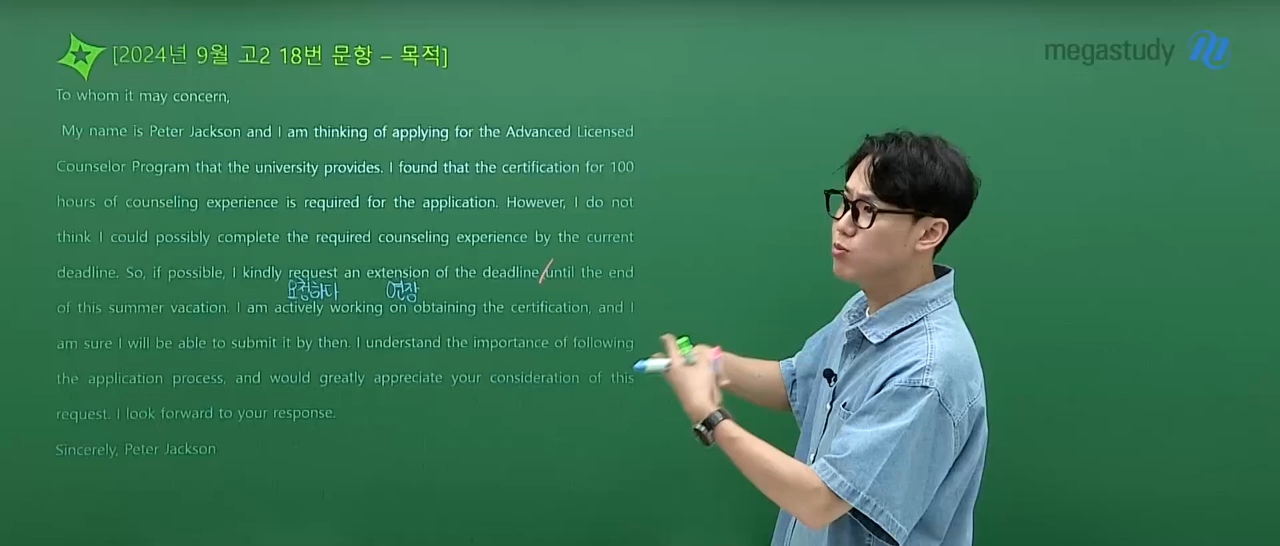 [2024년 9월 고2 18번 문항 – 목적]
megastudy
To whom it may concern,
My name is Peter Jackson and I am thinking of applying for the Advanced Licensed
Counselor Program that the university provides. I found that the certification for 100
hours of counseling experience is required for the application. However, I do not
think I could possibly complete the required counseling experience by the current
deadline. So, if possible, I kindly request an extension of the deadline/until the end
요청하다 연장
of this summer vacation. I am actively working on obtaining the certification, and I
am sure I will be able to submit it by then. I understand the importance of following
the application process, and would greatly appreciate your consideration of this
request. I look forward to your response.
Sincerely, Peter Jackson